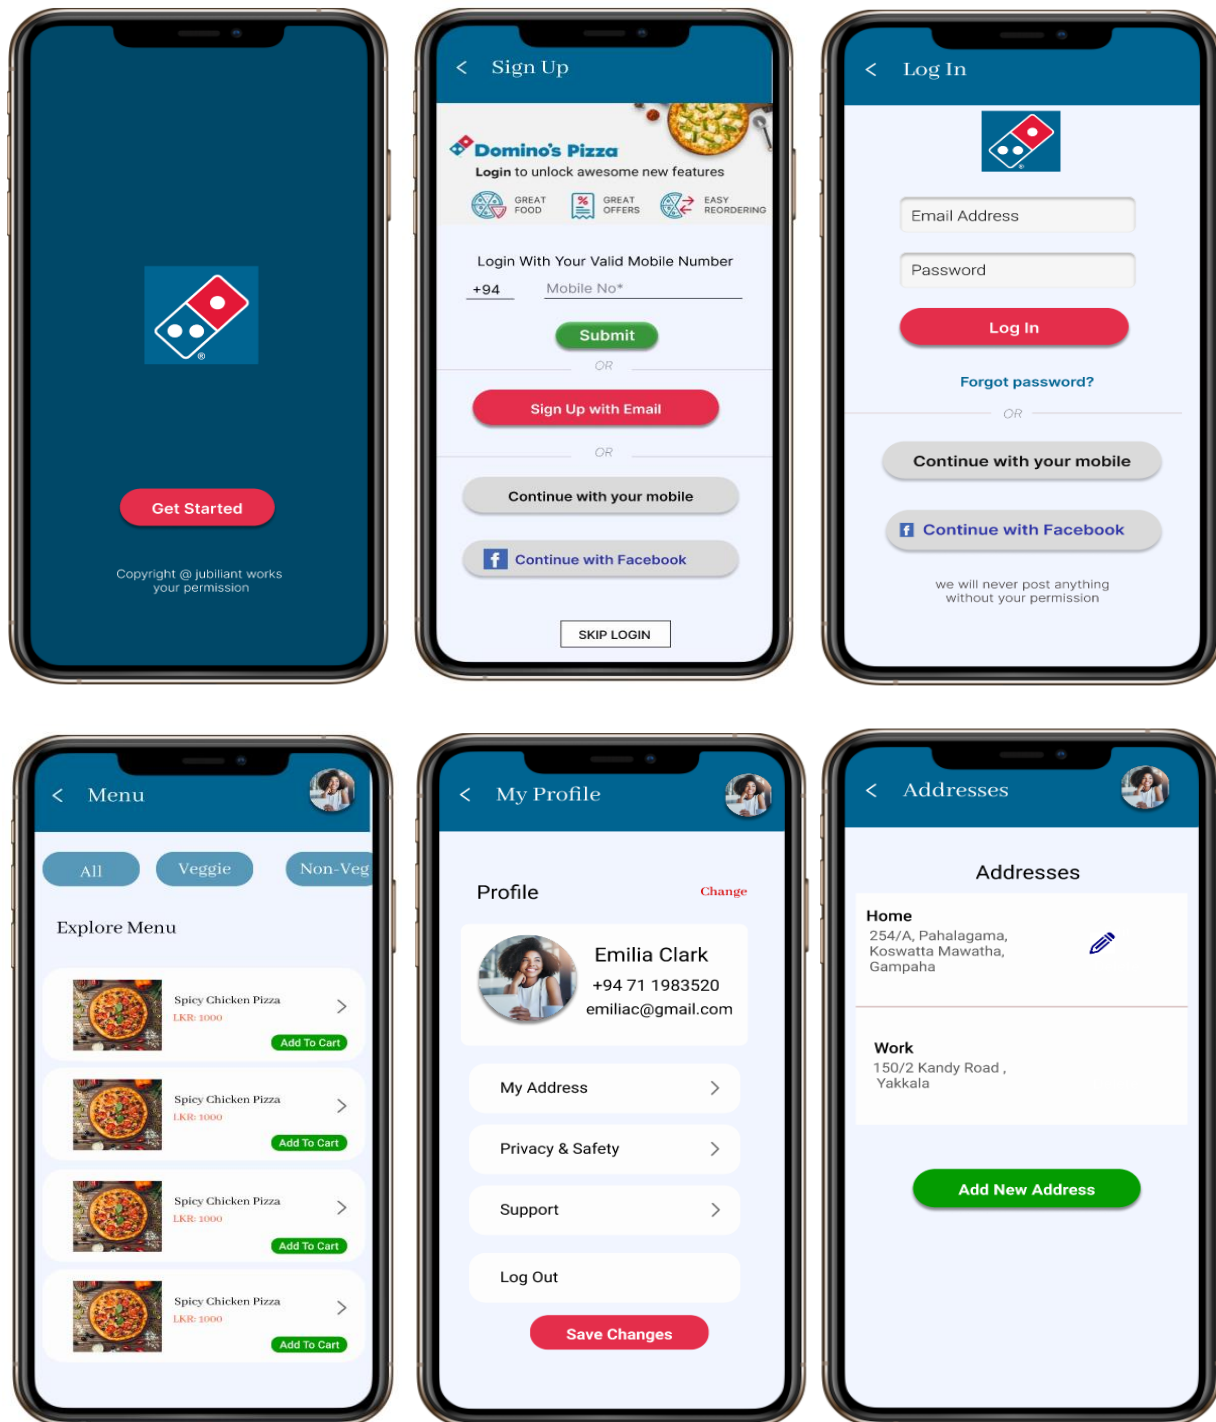 Get Started
Copyright @ jubiliant works
your permission
Sign Up
Domino's Pizza
Login to unlock awesome new features
GREAT
FOOD
GREAT
OFFERS
EASY
REORDERING
Login With Your Valid Mobile Number
+94 Mobile No*
Submit
OR
Sign Up with Email
OR
Continue with your mobile
Continue with Facebook
SKIP LOGIN
Log In
Email Address
Password
Log In
Forgot password?
OR
Continue with your mobile
Continue with Facebook
we will never post anything
without your permission
Menu
All Veggie Non-Veg
Explore Menu
Spicy Chicken Pizza
LKR: 1000
Add To Cart
Spicy Chicken Pizza
LKR: 1000
Add To Cart
Spicy Chicken Pizza
LKR: 1000
Add To Cart
Spicy Chicken Pizza
LKR: 1000
Add To Cart
My Profile
Profile Change
Emilia Clark
+94 71 1983520
emiliac@gmail.com
My Address
Privacy & Safety
Support
Log Out
Save Changes
Addresses
Addresses
Home
254/A, Pahalagama,
Koswatta Mawatha,
Gampaha
Work
150/2 Kandy Road ,
Yakkala
Add New Address